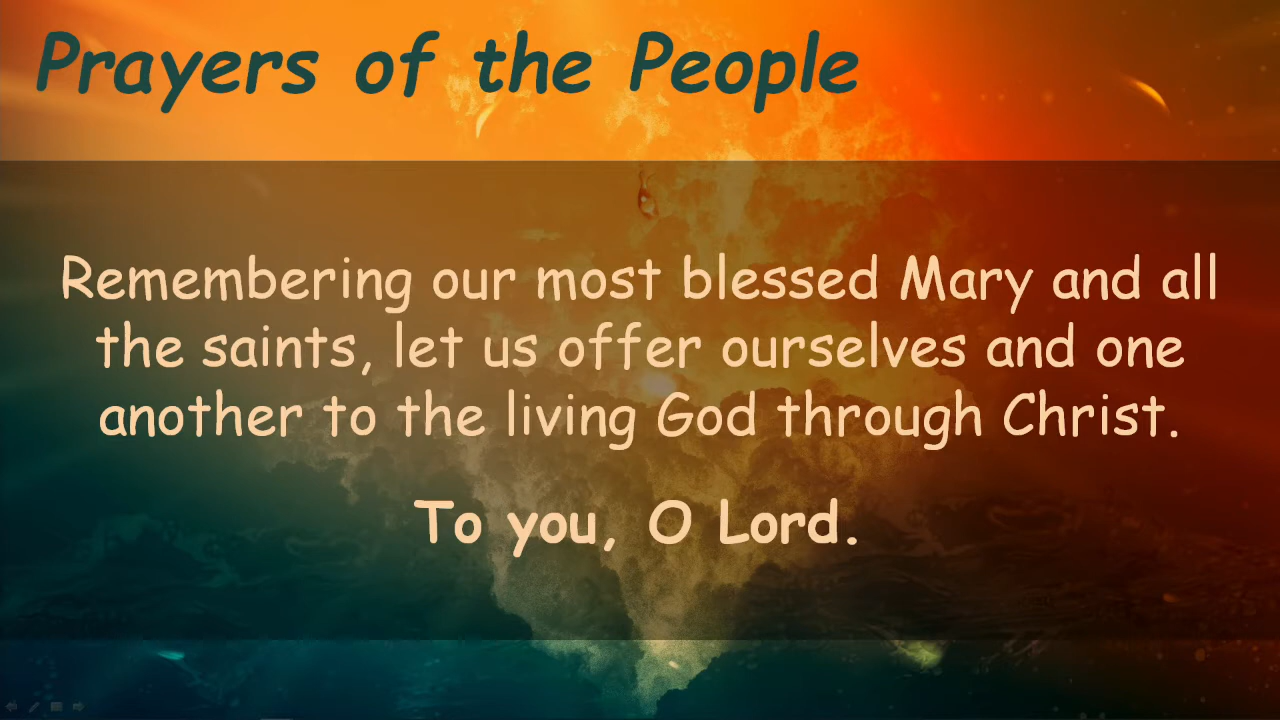 Prayers of the People
Remembering our most blessed Mary and all
the saints, let us offer ourselves and one
another to the living God through Christ.
To you, O Lord.